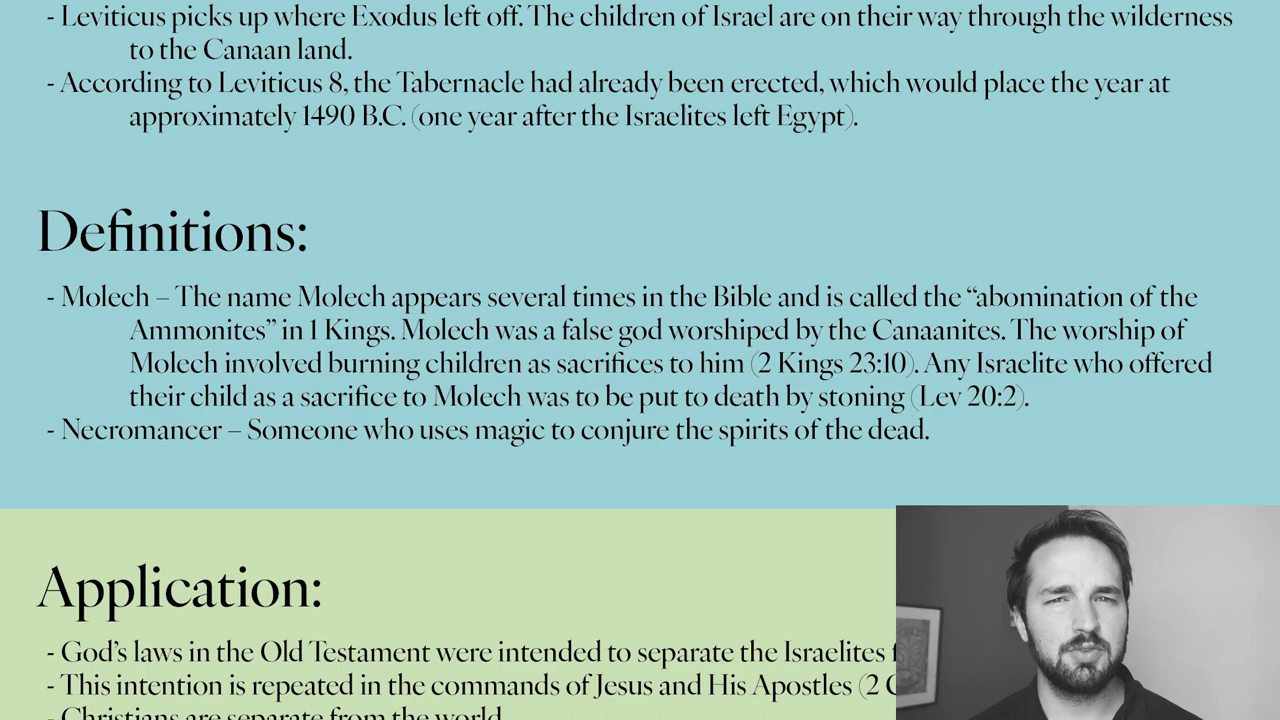 - Leviticus picks up where Exodus left off. The children of Israel are on their way through the wilderness
to the Canaan land.
- According to Leviticus 8, the Tabernacle had already been erected, which would place the year at
approximately 1490 B.C. (one year after the Israelites left Egypt).
Definitions:
- Molech – The name Molech appears several times in the Bible and is called the “abomination of the
Ammonites” in 1 Kings. Molech was a false god worshiped by the Canaanites. The worship of
Molech involved burning children as sacrifices to him (2 Kings 23:10). Any Israelite who offered
their child as a sacrifice to Molech was to be put to death by stoning (Lev 20:2).
- Necromancer – Someone who uses magic to conjure the spirits of the dead.
Application:
- God’s laws in the Old Testament were intended to separate the Israelites
- This intention is repeated in the commands of Jesus and His Apostles (2
- Christians are separate from the world